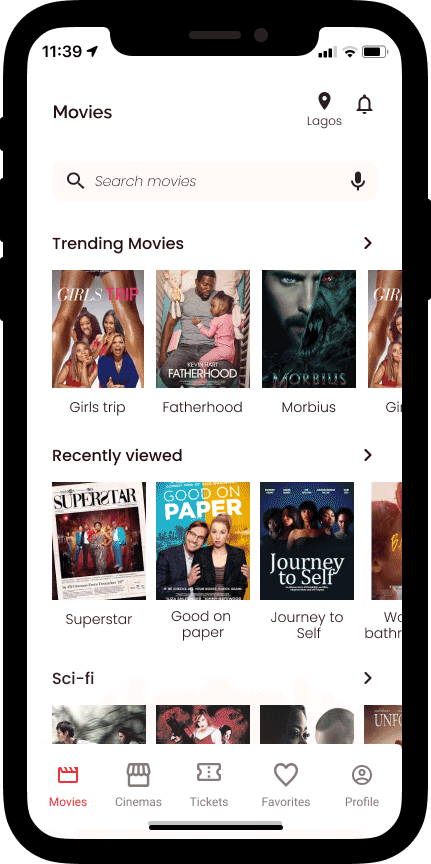 11:39
Movies
Lagos
Search movies
Trending Movies
GIRLS TRIP
KEVIN HART
FATHERHOOD
MORBIUS
GIRL
Girls trip
Fatherhood
Morbius
Gir
Recently viewed
SUPERSTAR
GOOD ON
PAPER
Journey
to Self
Superstar
Good on
paper
Journey to
Self
Wo
bathr
Sci-fi
UNFO
Movies
Cinemas
Tickets
Favorites
Profile